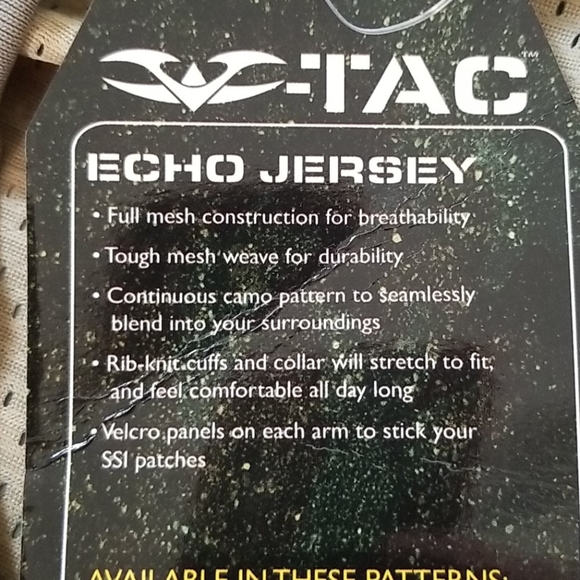 V-TAC™
ECHO JERSEY
• Full mesh construction for breathability
• Tough mesh weave for durability
• Continuous camo pattern to seamlessly
blend into your surroundings
• Rib-knit cuffs and collar will stretch to fit,
and feel comfortable all day long
• Velcro panels on each arm to stick your
SSI patches
AVAILABLE IN THESE PATTERNS: